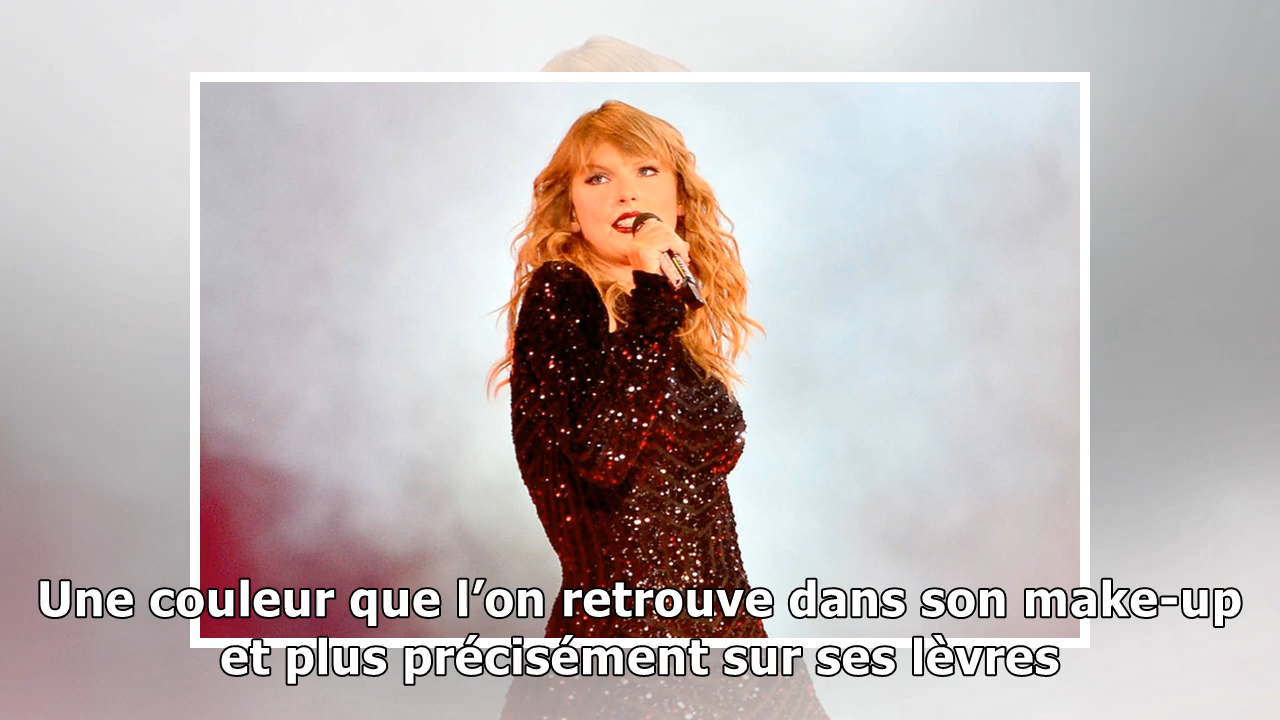 Une couleur que l’on retrouve dans son make-up
et plus précisément sur ses lèvres